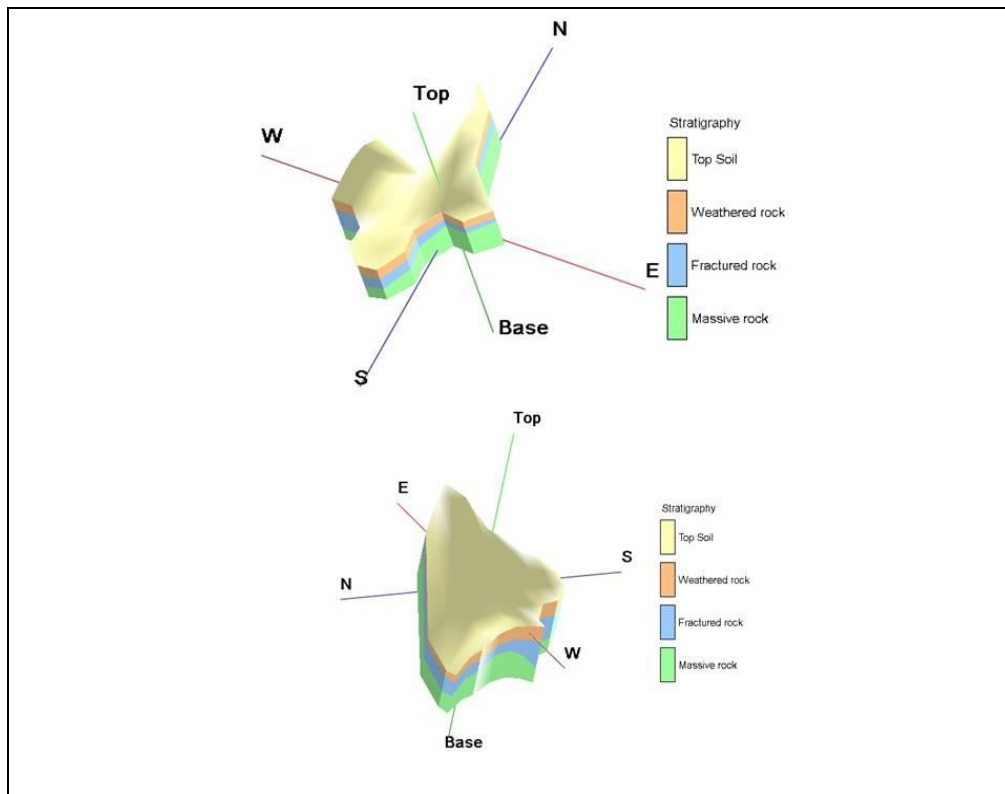 N
Top
W
Stratigraphy
Top Soil
Weathered rock
Fractured rock
E
Massive rock
Base
S
Top
E
Stratigraphy
Top Soil
S
N
Weathered rock
Fractured rock
W
Massive rock
Base